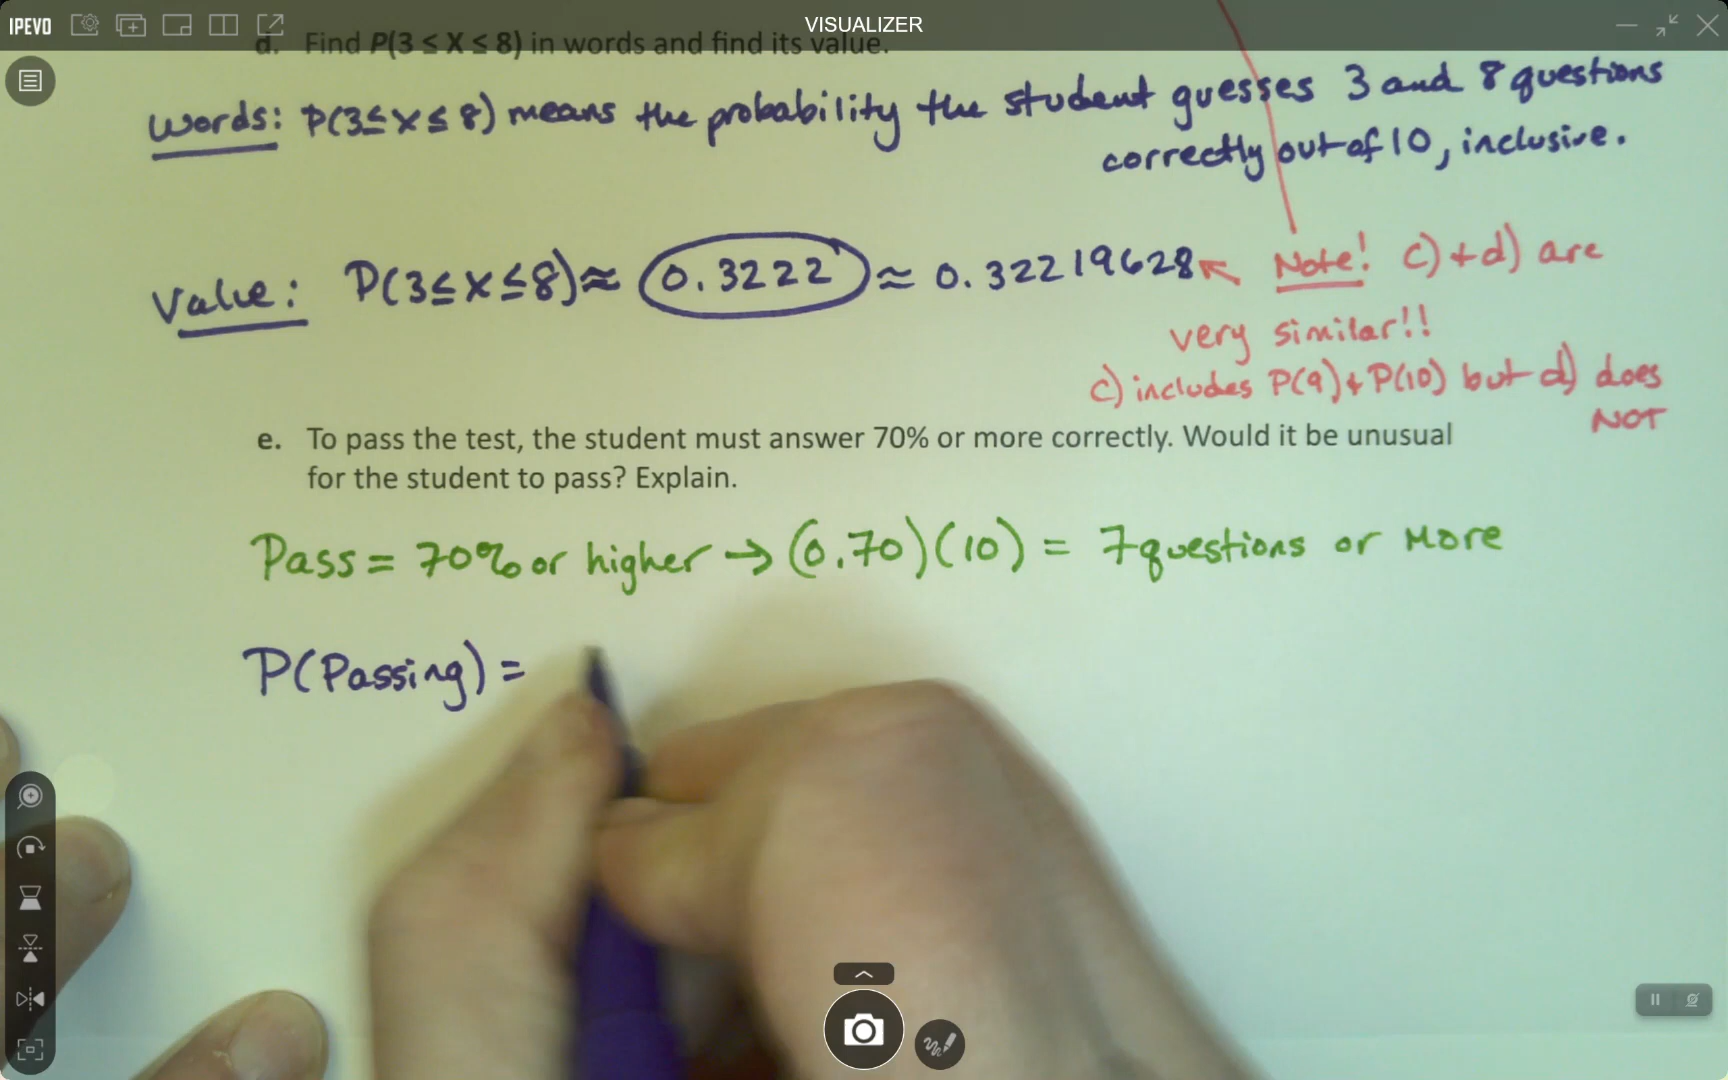 IPEVO
VISUALIZER
d. Find P(3 ≤ X ≤ 8) in words and find its value.
Words: P(3≤x≤8) means the probability the student guesses 3 and 8 questions
correctly out of 10, inclusive.
Value: P(3≤x≤8)≈ 0.3222 ≈ 0.32219628
Note! c) + d) are
very similar!!
c) includes P(9) & P(10) but d) does
NOT
e. To pass the test, the student must answer 70% or more correctly. Would it be unusual
for the student to pass? Explain.
Pass = 70% or higher → (0.70)(10) = 7 questions or more
P(Passing) =